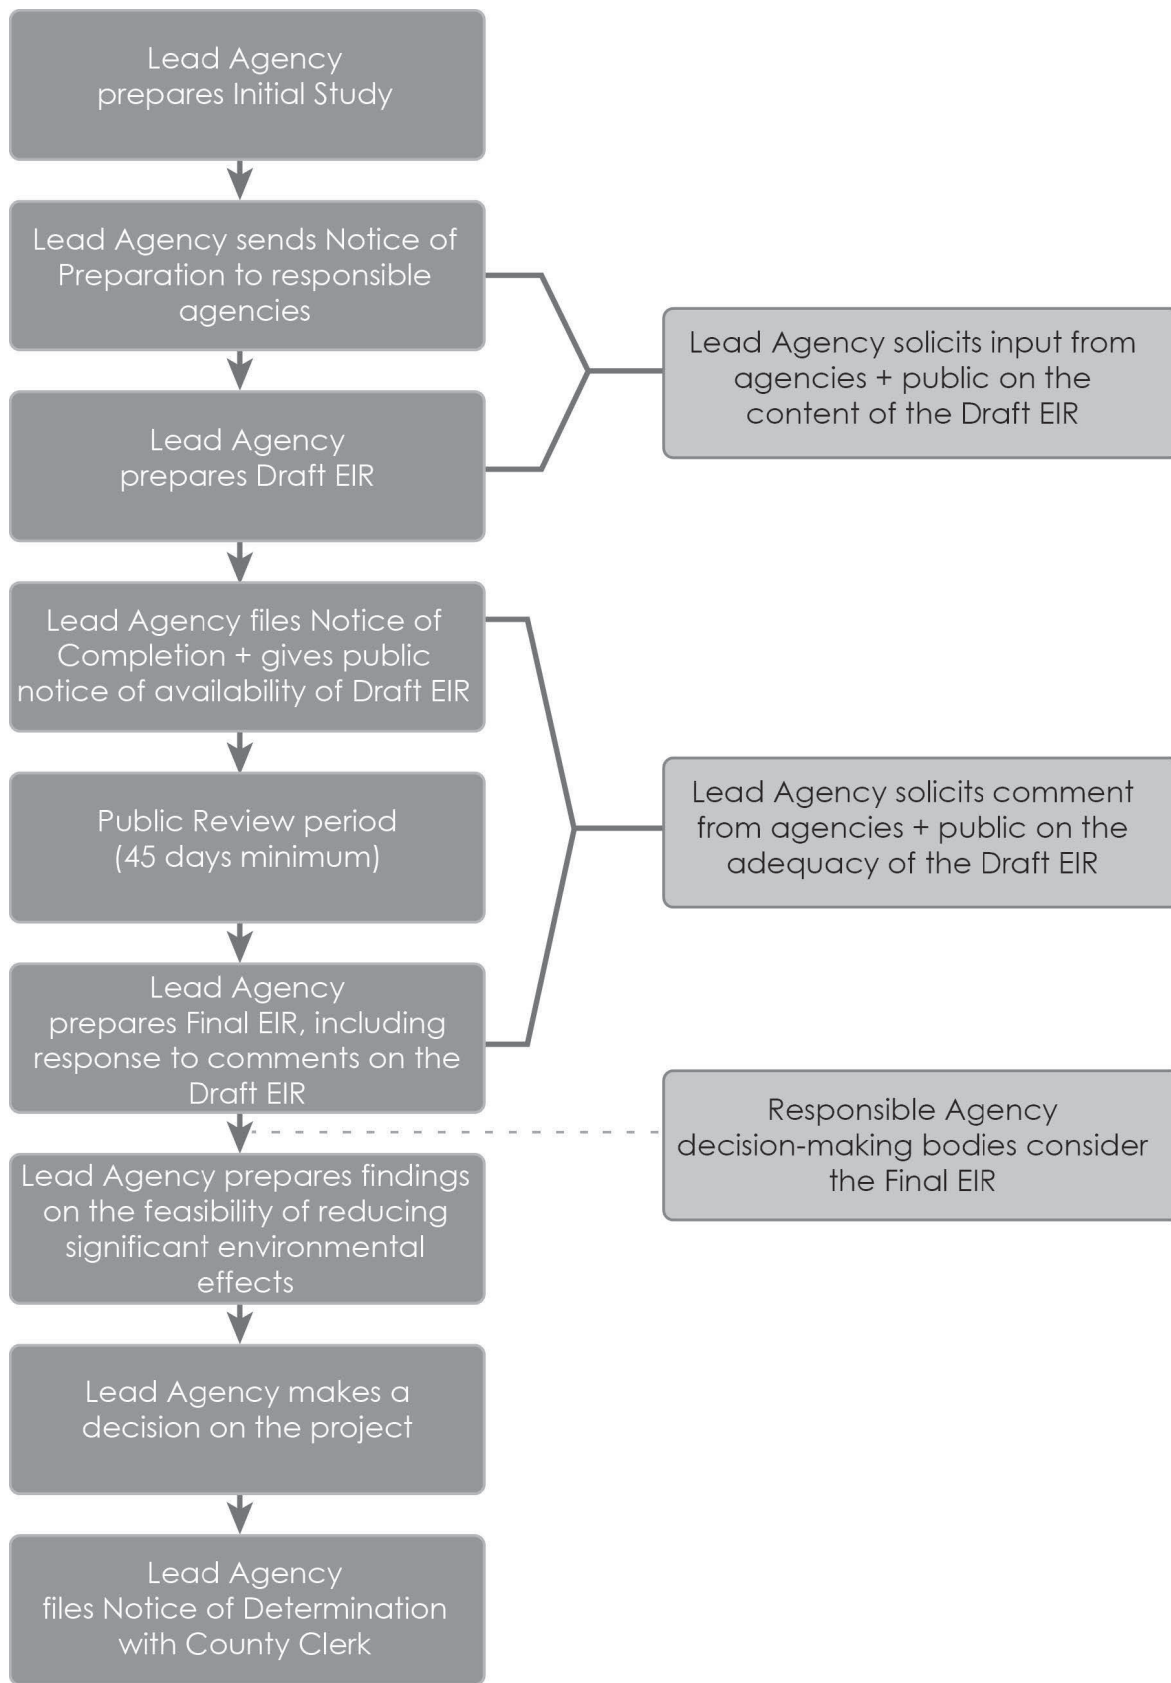 Lead Agency
prepares Initial Study
Lead Agency sends Notice of
Preparation to responsible
agencies
Lead Agency solicits input from
agencies + public on the
content of the Draft EIR
Lead Agency
prepares Draft EIR
Lead Agency files Notice of
Completion + gives public
notice of availability of Draft EIR
Public Review period
(45 days minimum)
Lead Agency solicits comment
from agencies + public on the
adequacy of the Draft EIR
Lead Agency
prepares Final EIR, including
response to comments on the
Draft EIR
Responsible Agency
decision-making bodies consider
the Final EIR
Lead Agency prepares findings
on the feasibility of reducing
significant environmental
effects
Lead Agency makes a
decision on the project
Lead Agency
files Notice of Determination
with County Clerk